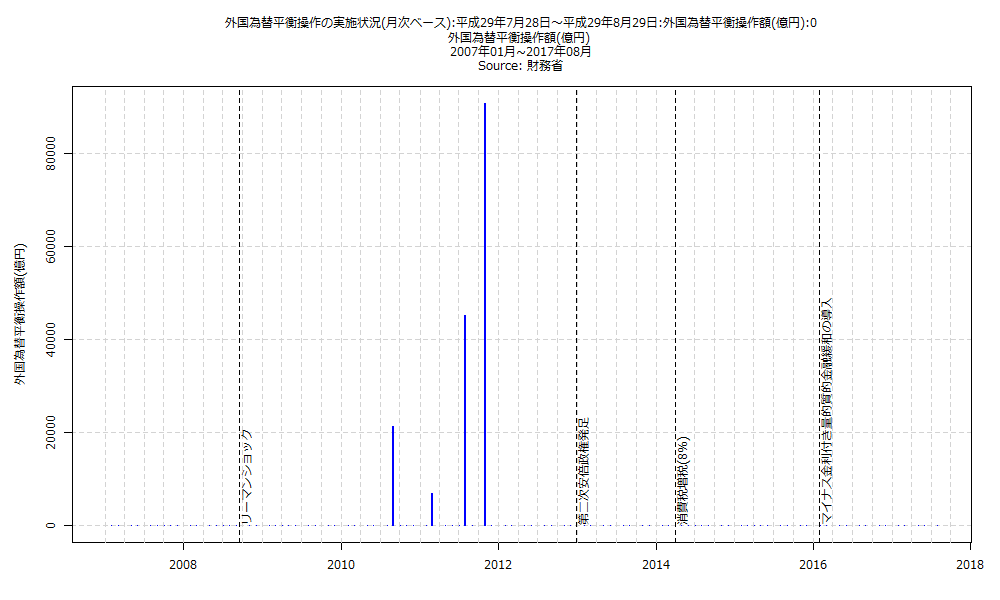 外国為替平衡操作の実施状況(月次ベース):平成29年7月28日～平成29年8月29日:外国為替平衡操作額(億円):0
外国為替平衡操作額(億円)
2007年01月~2017年08月
Source: 財務省
外国為替平衡操作額(億円)
80000
60000
40000
20000
0
リーマンショック
第二次安倍政権発足
消費税増税(8%)
マイナス金利付き量的質的金融緩和の導入
2008
2010
2012
2014
2016
2018